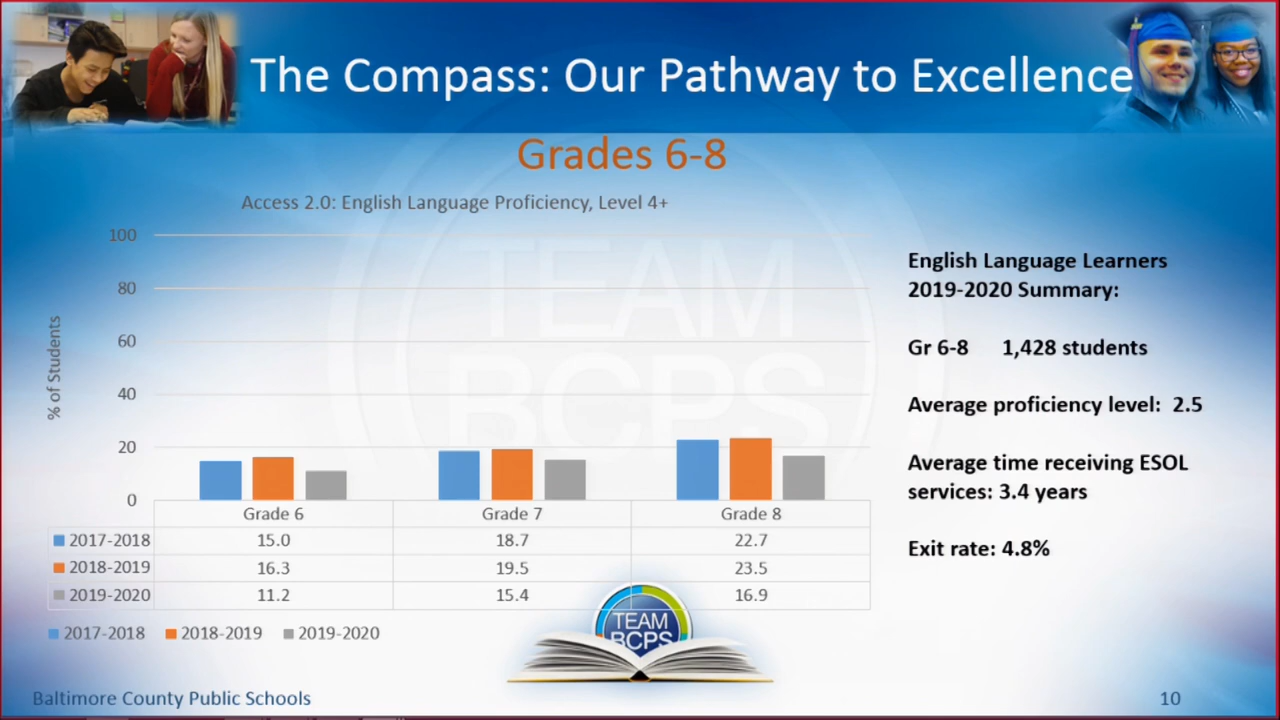 The Compass: Our Pathway to Excellence
Grades 6-8
Access 2.0: English Language Proficiency, Level 4+
% of Students
100
80
60
40
20
0
Grade 6 Grade 7 Grade 8
2017-2018 15.0 18.7 22.7
2018-2019 16.3 19.5 23.5
2019-2020 11.2 15.4 16.9
2017-2018 2018-2019 2019-2020
English Language Learners
2019-2020 Summary:
Gr 6-8 1,428 students
Average proficiency level: 2.5
Average time receiving ESOL
services: 3.4 years
Exit rate: 4.8%
TEAM
BCPS
TEAM
BCPS
Baltimore County Public Schools
10